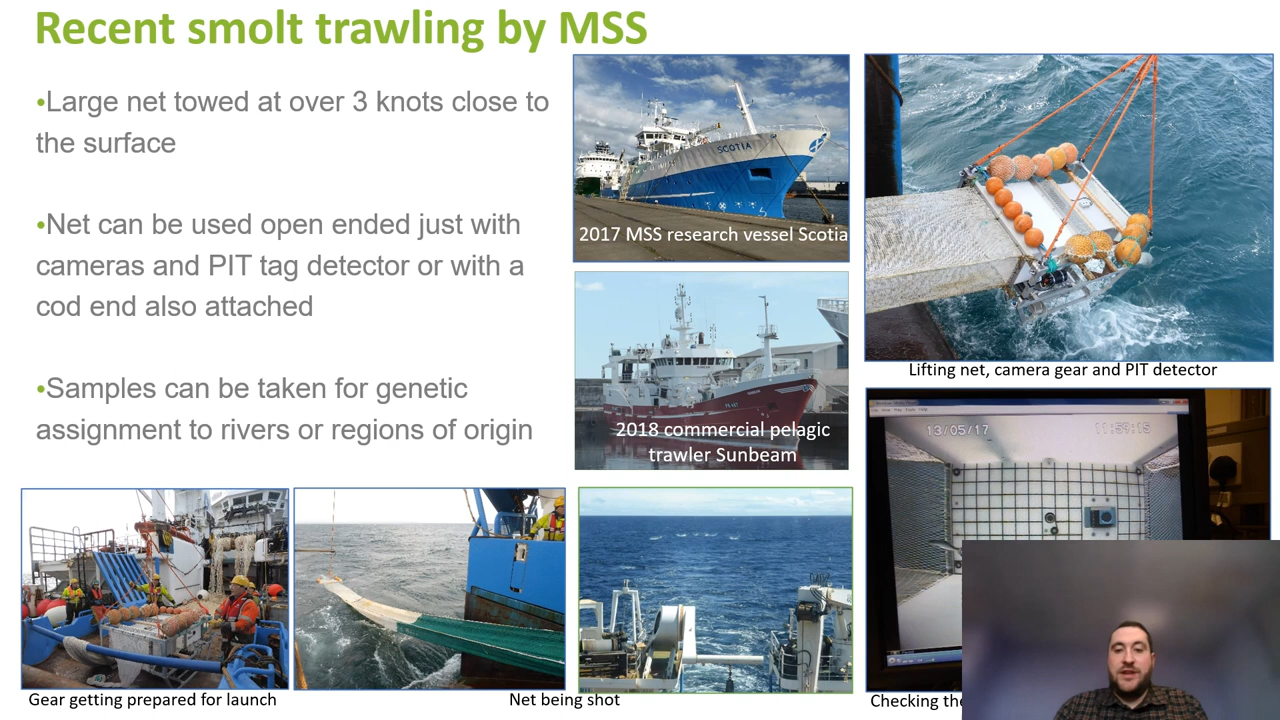 Recent smolt trawling by MSS
•Large net towed at over 3 knots close to
the surface
•Net can be used open ended just with
cameras and PIT tag detector or with a
cod end also attached
•Samples can be taken for genetic
assignment to rivers or regions of origin
SCOTIA
2017 MSS research vessel Scotia
2018 commercial pelagic
trawler Sunbeam
Lifting net, camera gear and PIT detector
13/05/17 11:59:15
Gear getting prepared for launch
Net being shot
Checking the